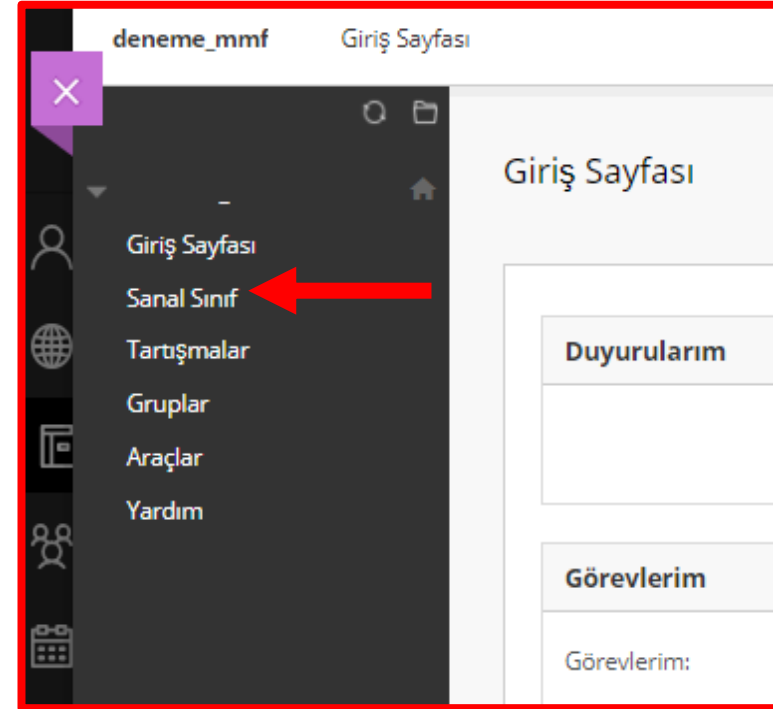 deneme_mmf Giriş Sayfası
Giriş Sayfası
_
Giriş Sayfası
Sanal Sınıf
Tartışmalar
Gruplar
Araçlar
Yardım
Duyurularım
Görevlerim
Görevlerim: